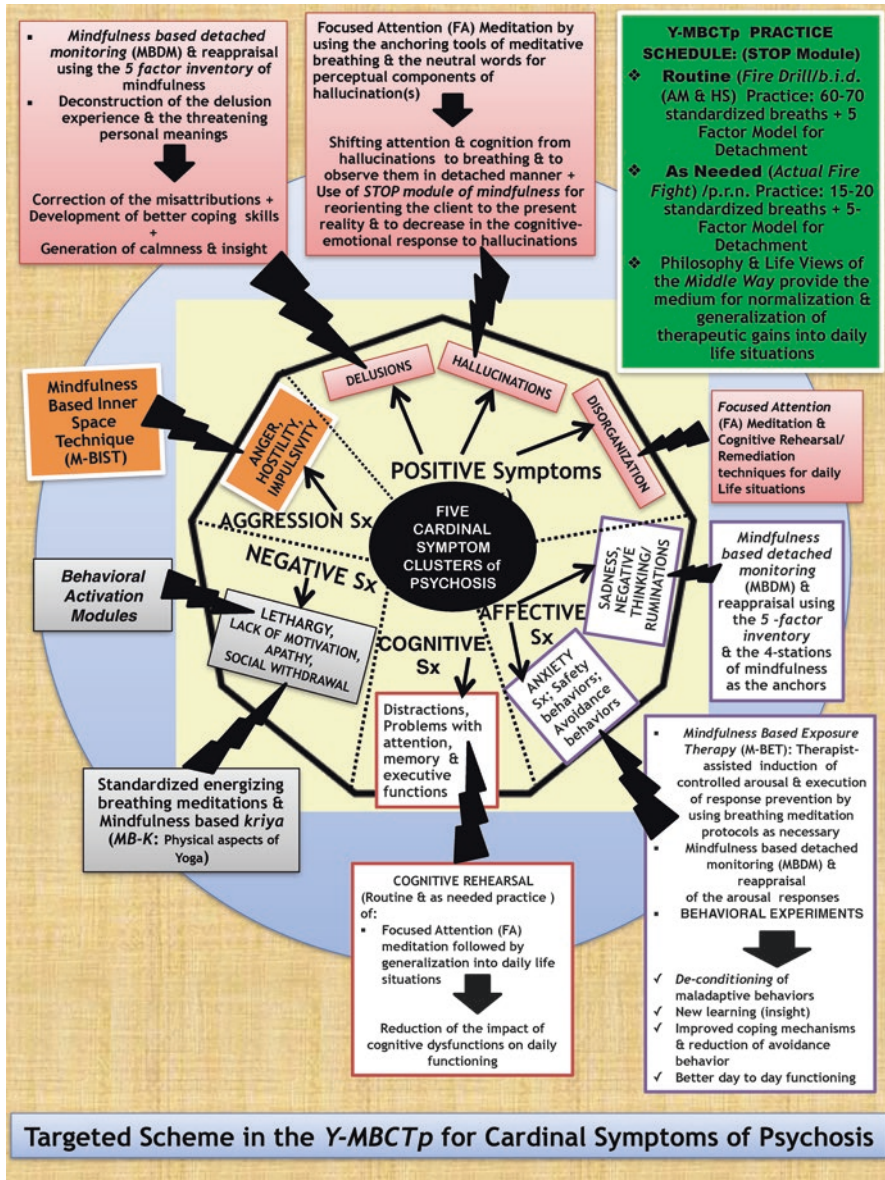 ▪ Mindfulness based detached
monitoring (MBDM) & reappraisal
using the 5 factor inventory of
mindfulness
▪ Deconstruction of the delusion
experience & the threatening
personal meanings
Correction of the misattributions +
Development of better coping skills
+
Generation of calmness & insight
Focused Attention (FA) Meditation by
using the anchoring tools of meditative
breathing & the neutral words for
perceptual components of
hallucination(s)
Shifting attention & cognition from
hallucinations to breathing & to
observe them in detached manner +
Use of STOP module of mindfulness for
reorienting the client to the present
reality & to decrease in the cognitive-
emotional response to hallucinations
Y-MBCTp PRACTICE
SCHEDULE: (STOP Module)
❖ Routine (Fire Drill/b.i.d.
(AM & HS) Practice: 60-70
standardized breaths + 5
Factor Model for
Detachment
❖ As Needed (Actual Fire
Fight) /p.r.n. Practice: 15-20
standardized breaths + 5-
Factor Model for
Detachment
❖ Philosophy & Life Views of
the Middle Way provide the
medium for normalization &
generalization of
therapeutic gains into daily
life situations
DELUSIONS
HALLUCINATIONS
DISORGANIZATION
Mindfulness
Based Inner
Space
Technique
(M-BIST)
ANGER,
HOSTILITY,
IMPULSIVITY
Focused Attention
(FA) Meditation &
Cognitive Rehearsal/
Remediation
techniques for daily
Life situations
POSITIVE Symptoms
)
AGGRESSION Sx
FIVE
CARDINAL
SYMPTOM
CLUSTERS of
PSYCHOSIS
NEGATIVE Sx
Behavioral
Activation
Modules
LETHARGY,
LACK OF MOTIVATION,
APATHY,
SOCIAL WITHDRAWAL
COGNITIVE
Sx
AFFECTIVE
Sx
SADNESS,
NEGATIVE
THINKING/
RUMINATIONS
Mindfulness
based detached
monitoring
(MBDM) &
reappraisal using
the 5 -factor
inventory
& the 4-stations
of mindfulness
as the anchors
ANXIETY
Sx; Safety
behaviors;
Avoidance
behaviors
Distractions,
Problems with
attention,
memory &
executive
functions
Standardized energizing
breathing meditations &
Mindfulness based kriya
(MB-K: Physical aspects of
Yoga)
▪ Mindfulness Based Exposure
Therapy (M-BET): Therapist-
assisted induction of
controlled arousal & execution
of response prevention by
using breathing meditation
protocols as necessary
▪ Mindfulness based detached
monitoring (MBDM) &
reappraisal
of the arousal responses
▪ BEHAVIORAL EXPERIMENTS
✓ De-conditioning of
maladaptive behaviors
✓ New learning (insight)
✓ Improved coping mechanisms
& reduction of avoidance
behavior
✓ Better day to day functioning
COGNITIVE REHEARSAL
(Routine & as needed practice )
of:
▪ Focused Attention (FA)
meditation followed by
generalization into daily life
situations
Reduction of the impact of
cognitive dysfunctions on daily
functioning
Targeted Scheme in the Y-MBCTp for Cardinal Symptoms of Psychosis